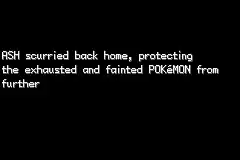 ASH scurried back home, protecting
the exhausted and fainted POKéMON from
further